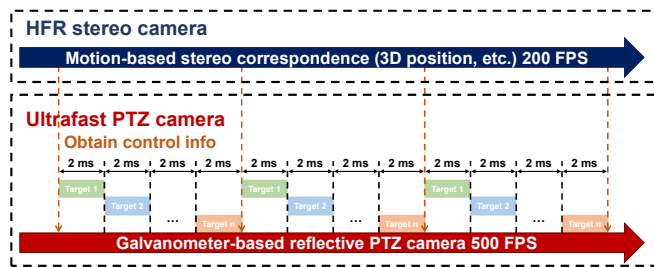 HFR stereo camera
Motion-based stereo correspondence (3D position, etc.) 200 FPS
Ultrafast PTZ camera
Obtain control info
2 ms 2 ms 2 ms 2 ms 2 ms 2 ms 2 ms 2 ms 2 ms 2 ms 2 ms 2 ms
Target 1 Target 1 Target 1
Target 2 Target 2 Target 2
... ... ...
Target n Target n Target n
Galvanometer-based reflective PTZ camera 500 FPS